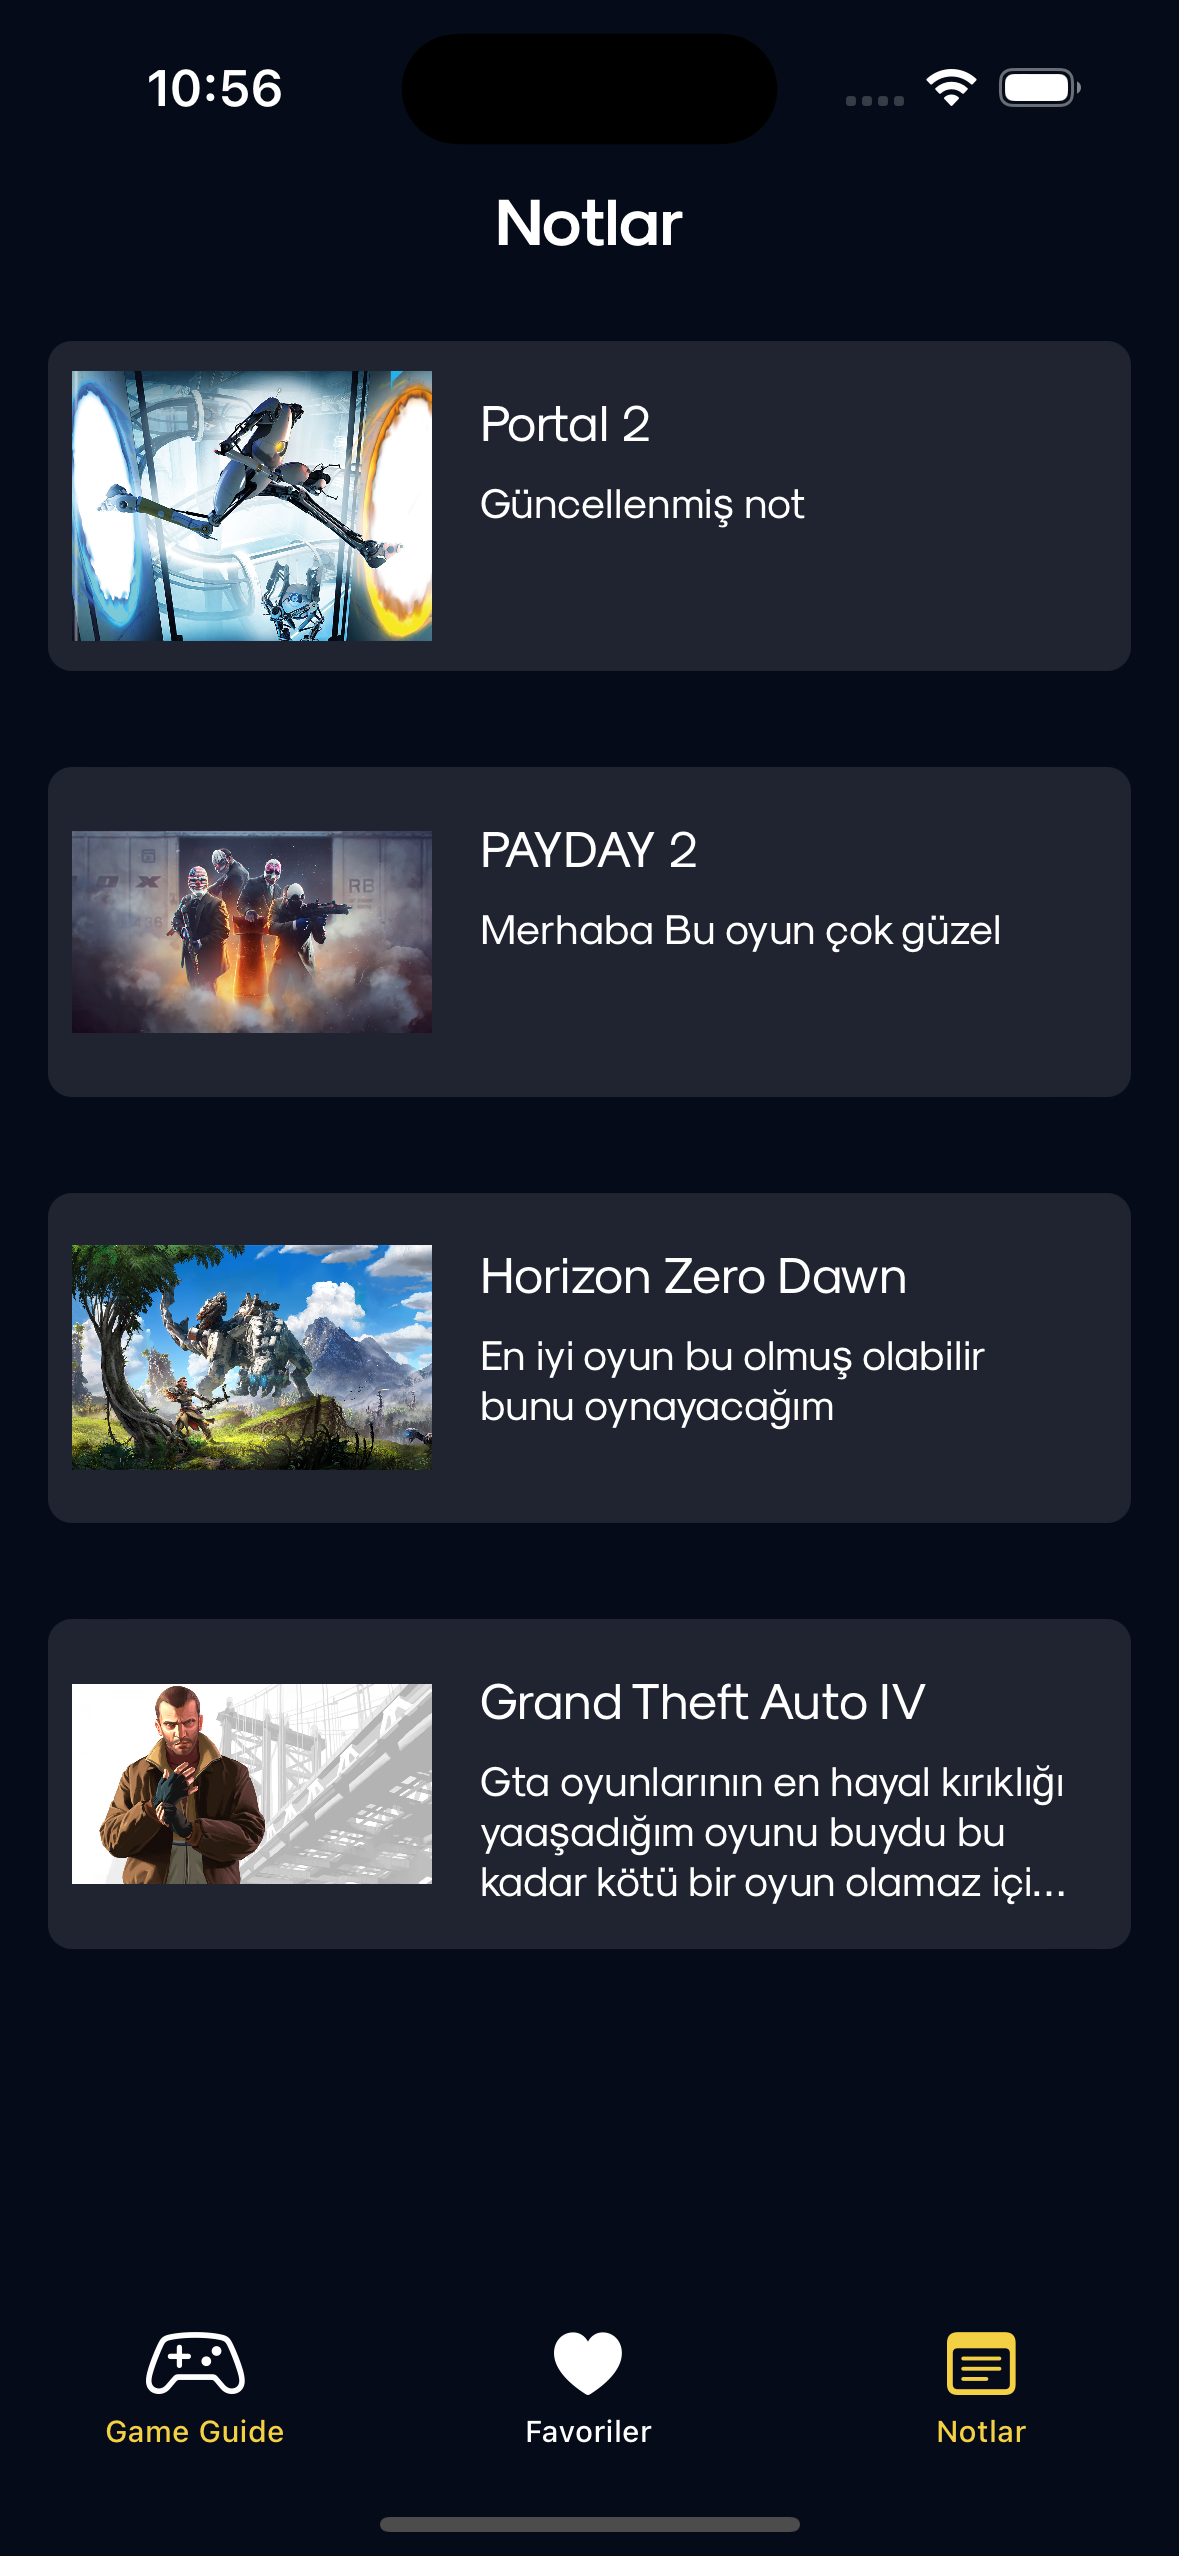 10:56
Notlar
Portal 2
Güncellenmiş not
PAYDAY 2
Merhaba Bu oyun çok güzel
Horizon Zero Dawn
En iyi oyun bu olmuş olabilir
bunu oynayacağım
Grand Theft Auto IV
Gta oyunlarının en hayal kırıklığı
yaaşadığım oyunu buydu bu
kadar kötü bir oyun olamaz içi...
Game Guide
Favoriler
Notlar